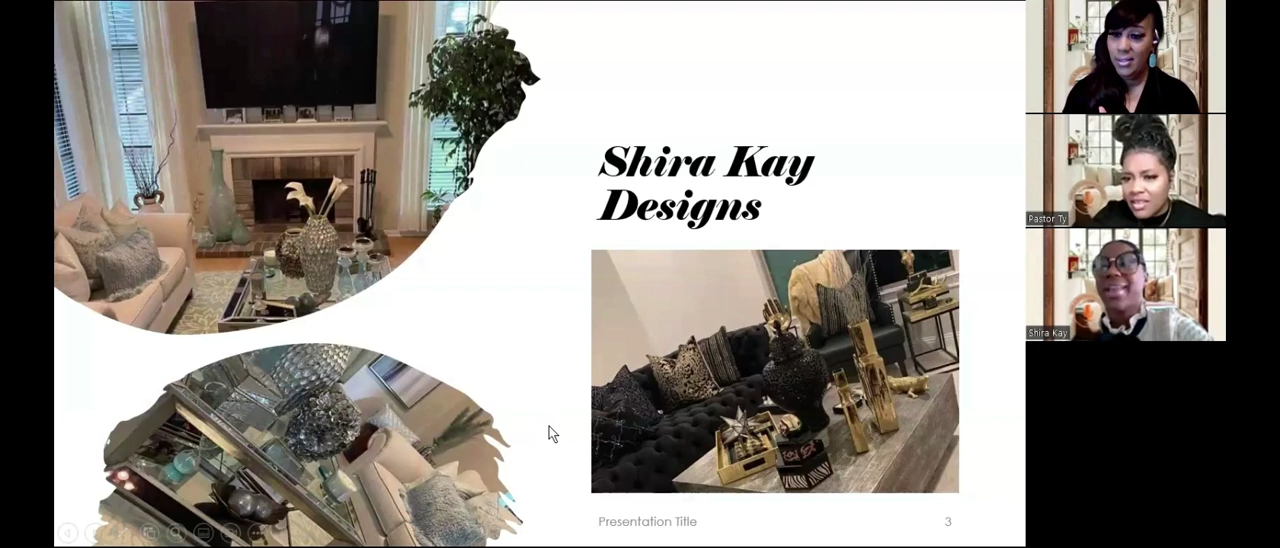 Shira Kay
Designs
Presentation Title
3
Pastor Ty
Shira Kay